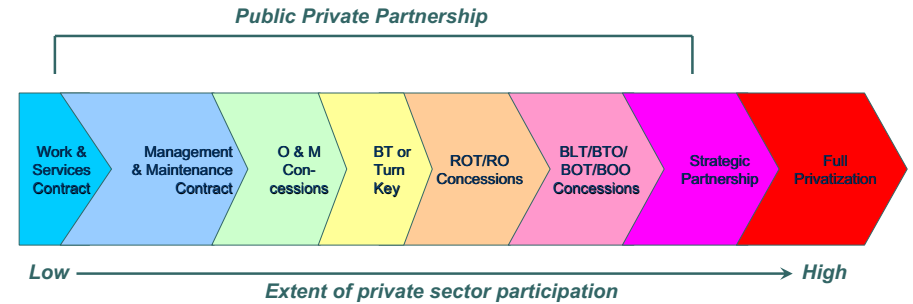 Public Private Partnership
Work &
Services
Contract
Management
& Maintenance
Contract
O & M
Con-
cessions
BT or
Turn
Key
ROT/RO
Concessions
BLT/BTO/
BOT/BOO
Concessions
Strategic
Partnership
Full
Privatization
Low
High
Extent of private sector participation